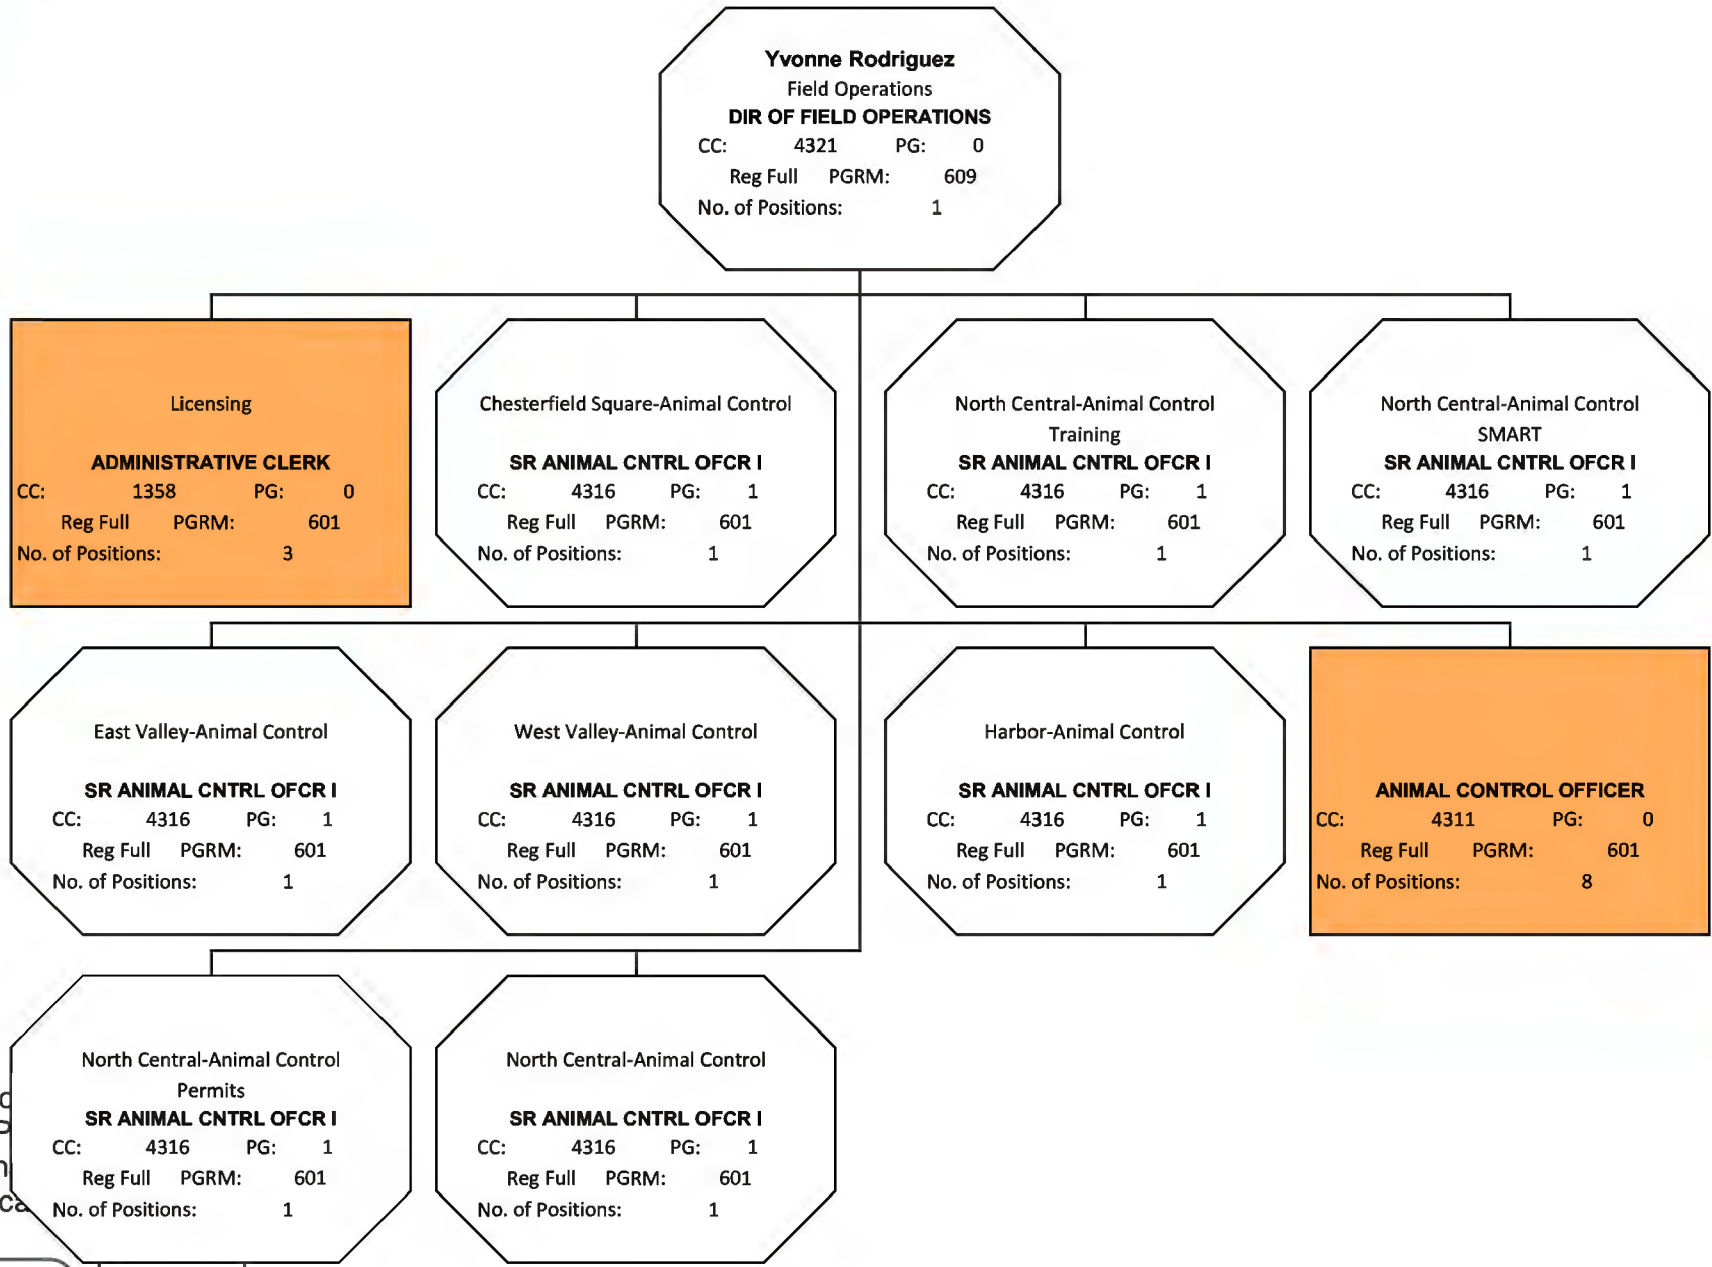 Yvonne Rodriguez
Field Operations
DIR OF FIELD OPERATIONS
CC: 4321 PG: 0
Reg Full PGRM: 609
No. of Positions: 1
Licensing
ADMINISTRATIVE CLERK
CC: 1358 PG: 0
Reg Full PGRM: 601
No. of Positions: 3
Chesterfield Square-Animal Control
SR ANIMAL CNTRL OFCR I
CC: 4316 PG: 1
Reg Full PGRM: 601
No. of Positions: 1
North Central-Animal Control
Training
SR ANIMAL CNTRL OFCR I
CC: 4316 PG: 1
Reg Full PGRM: 601
No. of Positions: 1
North Central-Animal Control
SMART
SR ANIMAL CNTRL OFCR I
CC: 4316 PG: 1
Reg Full PGRM: 601
No. of Positions: 1
East Valley-Animal Control
SR ANIMAL CNTRL OFCR I
CC: 4316 PG: 1
Reg Full PGRM: 601
No. of Positions: 1
West Valley-Animal Control
SR ANIMAL CNTRL OFCR I
CC: 4316 PG: 1
Reg Full PGRM: 601
No. of Positions: 1
Harbor-Animal Control
SR ANIMAL CNTRL OFCR I
CC: 4316 PG: 1
Reg Full PGRM: 601
No. of Positions: 1
ANIMAL CONTROL OFFICER
CC: 4311 PG: 0
Reg Full PGRM: 601
No. of Positions: 8
North Central-Animal Control
Permits
SR ANIMAL CNTRL OFCR I
CC: 4316 PG: 1
Reg Full PGRM: 601
No. of Positions: 1
North Central-Animal Control
SR ANIMAL CNTRL OFCR I
CC: 4316 PG: 1
Reg Full PGRM: 601
No. of Positions: 1